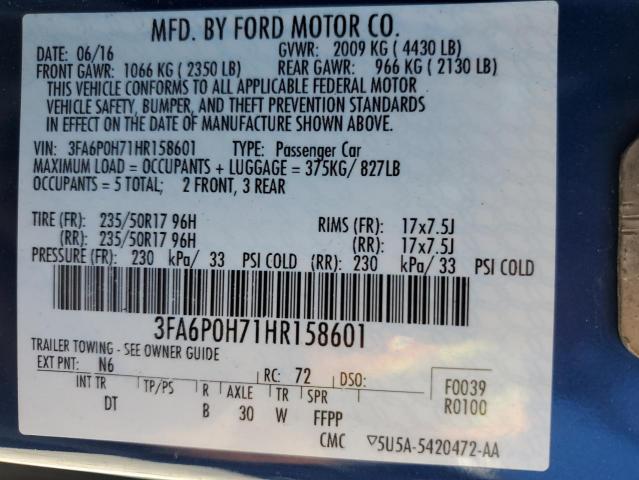 MFD. BY FORD MOTOR CO.
DATE: 06/16 GVWR: 2009 KG ( 4430 LB)
FRONT GAWR: 1066 KG ( 2350 LB) REAR GAWR: 966 KG ( 2130 LB)
THIS VEHICLE CONFORMS TO ALL APPLICABLE FEDERAL MOTOR
VEHICLE SAFETY, BUMPER, AND THEFT PREVENTION STANDARDS
IN EFFECT ON THE DATE OF MANUFACTURE SHOWN ABOVE.
VIN: 3FA6P0H71HR158601 TYPE: Passenger Car
MAXIMUM LOAD = OCCUPANTS + LUGGAGE = 375KG/ 827LB
OCCUPANTS = 5 TOTAL; 2 FRONT, 3 REAR
TIRE (FR): 235/50R17 96H RIMS (FR): 17x7.5J
(RR): 235/50R17 96H (RR): 17x7.5J
PRESSURE (FR): 230 kPa/ 33 PSI COLD (RR): 230 kPa/ 33 PSI COLD
3FA6P0H71HR158601
TRAILER TOWING - SEE OWNER GUIDE
EXT PNT: N6 RC: 72 DSO: F0039
INT TR TP/PS R AXLE TR SPR R0100
DT B 30 W FFPP
CMC ▽5U5A-5420472-AA